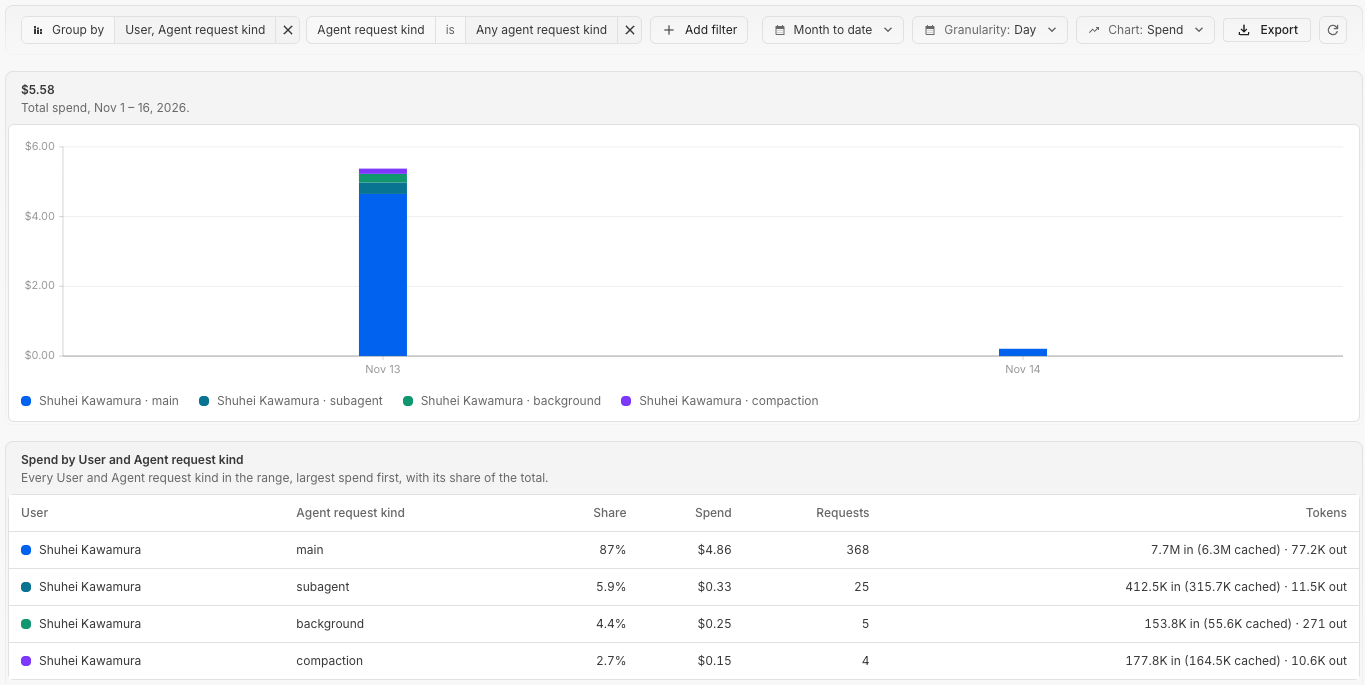 Group by User, Agent request kind Agent request kind is Any agent request kind Add filter Month to date Granularity: Day Chart: Spend Export
$5.58
Total spend, Nov 1 – 16, 2026.
$6.00
$4.00
$2.00
$0.00
Nov 13 Nov 14
Shuhei Kawamura · main Shuhei Kawamura · subagent Shuhei Kawamura · background Shuhei Kawamura · compaction
Spend by User and Agent request kind
Every User and Agent request kind in the range, largest spend first, with its share of the total.
User Agent request kind Share Spend Requests Tokens
Shuhei Kawamura main 87% $4.86 368 7.7M in (6.3M cached) · 77.2K out
Shuhei Kawamura subagent 5.9% $0.33 25 412.5K in (315.7K cached) · 11.5K out
Shuhei Kawamura background 4.4% $0.25 5 153.8K in (55.6K cached) · 271 out
Shuhei Kawamura compaction 2.7% $0.15 4 177.8K in (164.5K cached) · 10.6K out